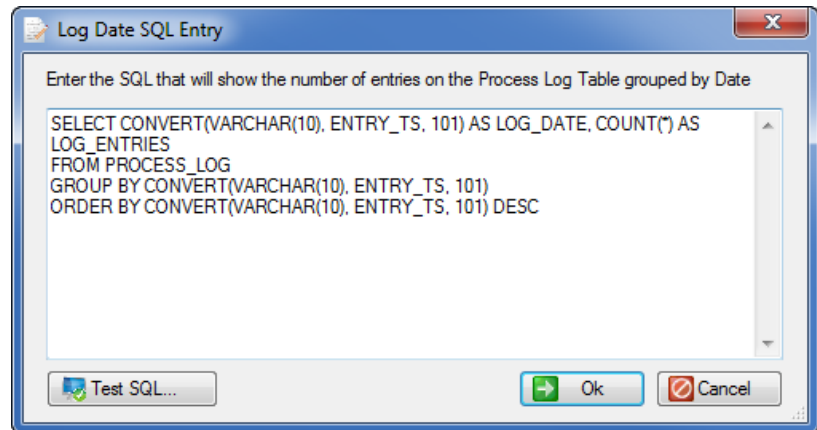 Log Date SQL Entry
Enter the SQL that will show the number of entries on the Process Log Table grouped by Date
SELECT CONVERT(VARCHAR(10), ENTRY_TS, 101) AS LOG_DATE, COUNT(*) AS
LOG_ENTRIES
FROM PROCESS_LOG
GROUP BY CONVERT(VARCHAR(10), ENTRY_TS, 101)
ORDER BY CONVERT(VARCHAR(10), ENTRY_TS, 101) DESC
Test SQL...
Ok
Cancel